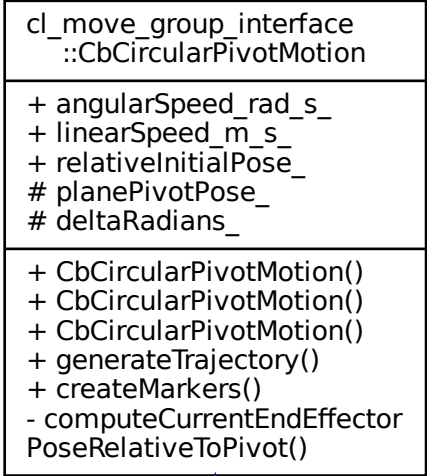 cl_move_group_interface
::CbCircularPivotMotion
+ angularSpeed_rad_s_
+ linearSpeed_m_s_
+ relativeInitialPose_
# planePivotPose_
# deltaRadians_
+ CbCircularPivotMotion()
+ CbCircularPivotMotion()
+ CbCircularPivotMotion()
+ generateTrajectory()
+ createMarkers()
- computeCurrentEndEffector
PoseRelativeToPivot()